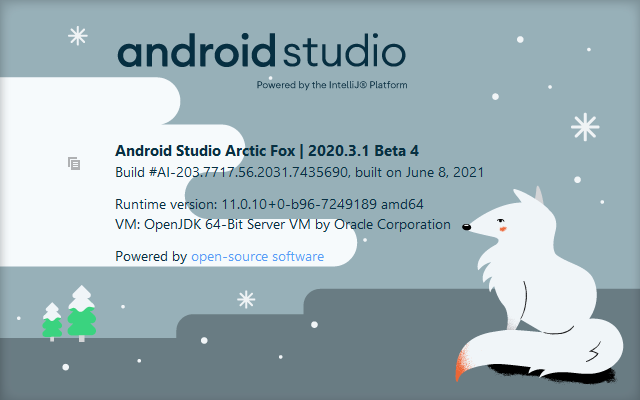 android studio
Powered by the IntelliJ® Platform
Android Studio Arctic Fox | 2020.3.1 Beta 4
Build #AI-203.7717.56.2031.7435690, built on June 8, 2021
Runtime version: 11.0.10+0-b96-7249189 amd64
VM: OpenJDK 64-Bit Server VM by Oracle Corporation
Powered by open-source software